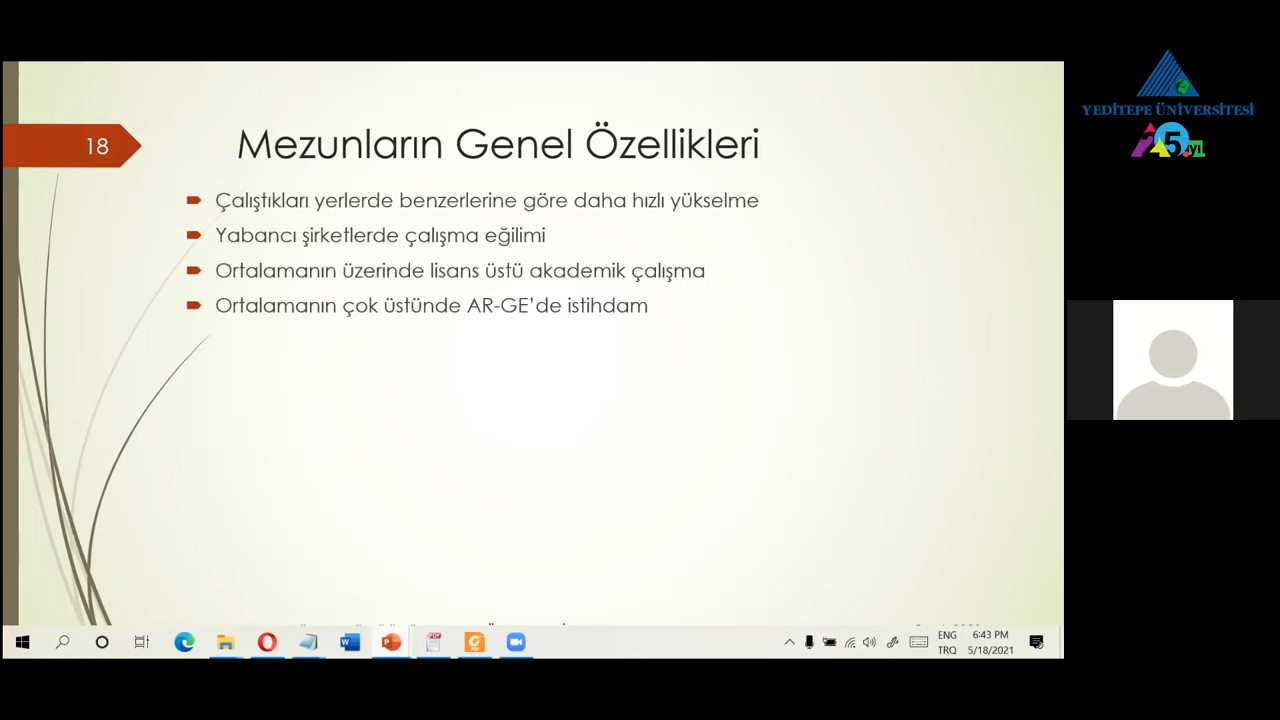 18
Mezunların Genel Özellikleri
Çalıştıkları yerlerde benzerlerine göre daha hızlı yükselme
Yabancı şirketlerde çalışma eğilimi
Ortalamanın üzerinde lisans üstü akademik çalışma
Ortalamanın çok üstünde AR-GE'de istihdam
YEDİTEPE ÜNİVERSİTESİ
25.yıl
ENG
TRQ
6:43 PM
5/18/2021